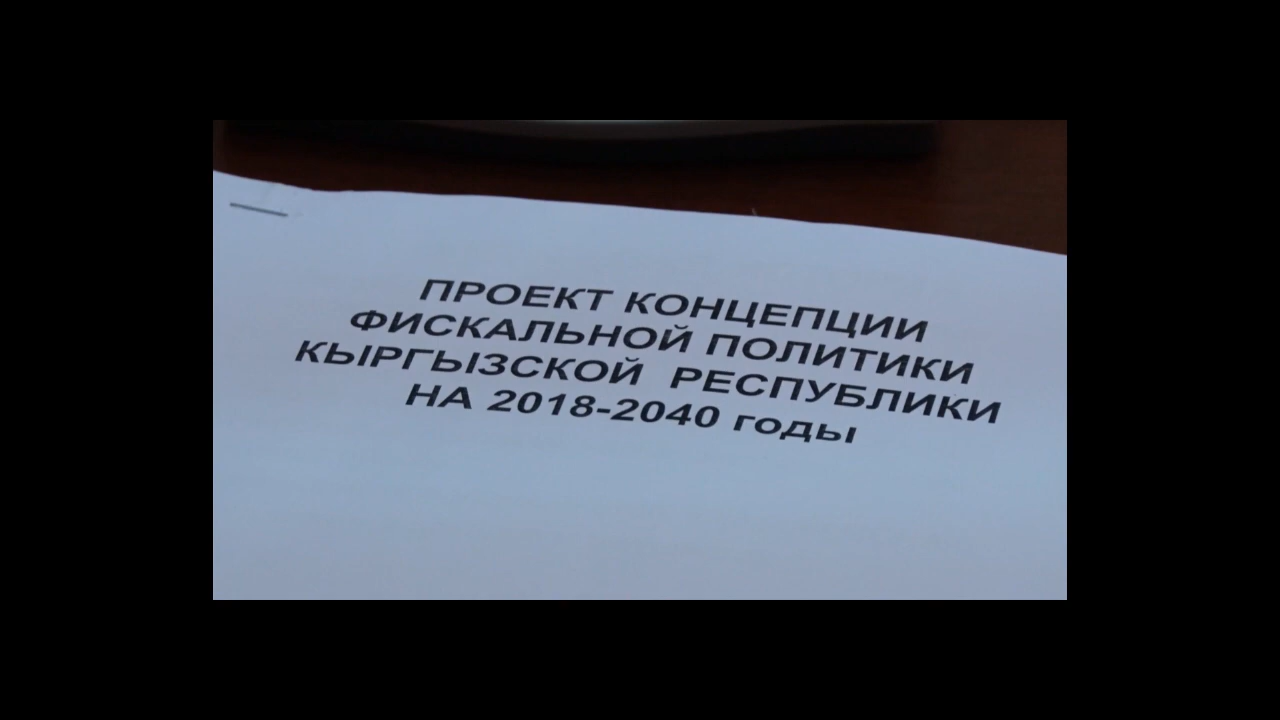 ПРОЕКТ КОНЦЕПЦИИ
ФИСКАЛЬНОЙ ПОЛИТИКИ
КЫРГЫЗСКОЙ РЕСПУБЛИКИ
НА 2018-2040 годы